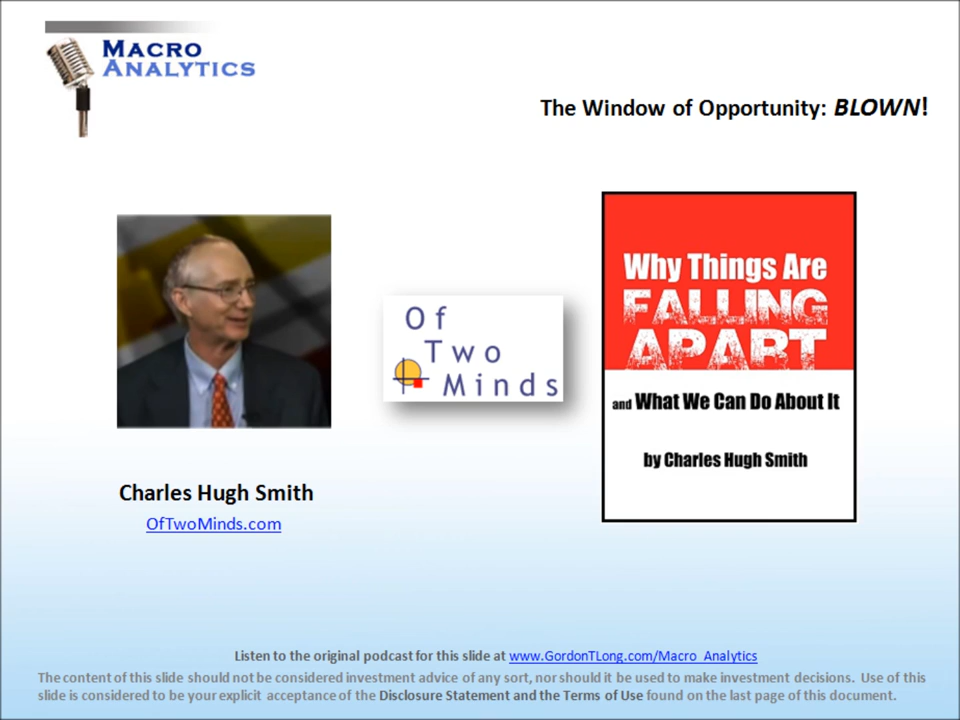 MACRO
ANALYTICS
The Window of Opportunity: BLOWN!
Why Things Are
FALLING
APART
and What We Can Do About It
by Charles Hugh Smith
Of
Two
Minds
Charles Hugh Smith
OfTwoMinds.com
Listen to the original podcast for this slide at www.GordonTLong.com/Macro_Analytics
The content of this slide should not be considered investment advice of any sort, nor should it be used to make investment decisions. Use of this
slide is considered to be your explicit acceptance of the Disclosure Statement and the Terms of Use found on the last page of this document.